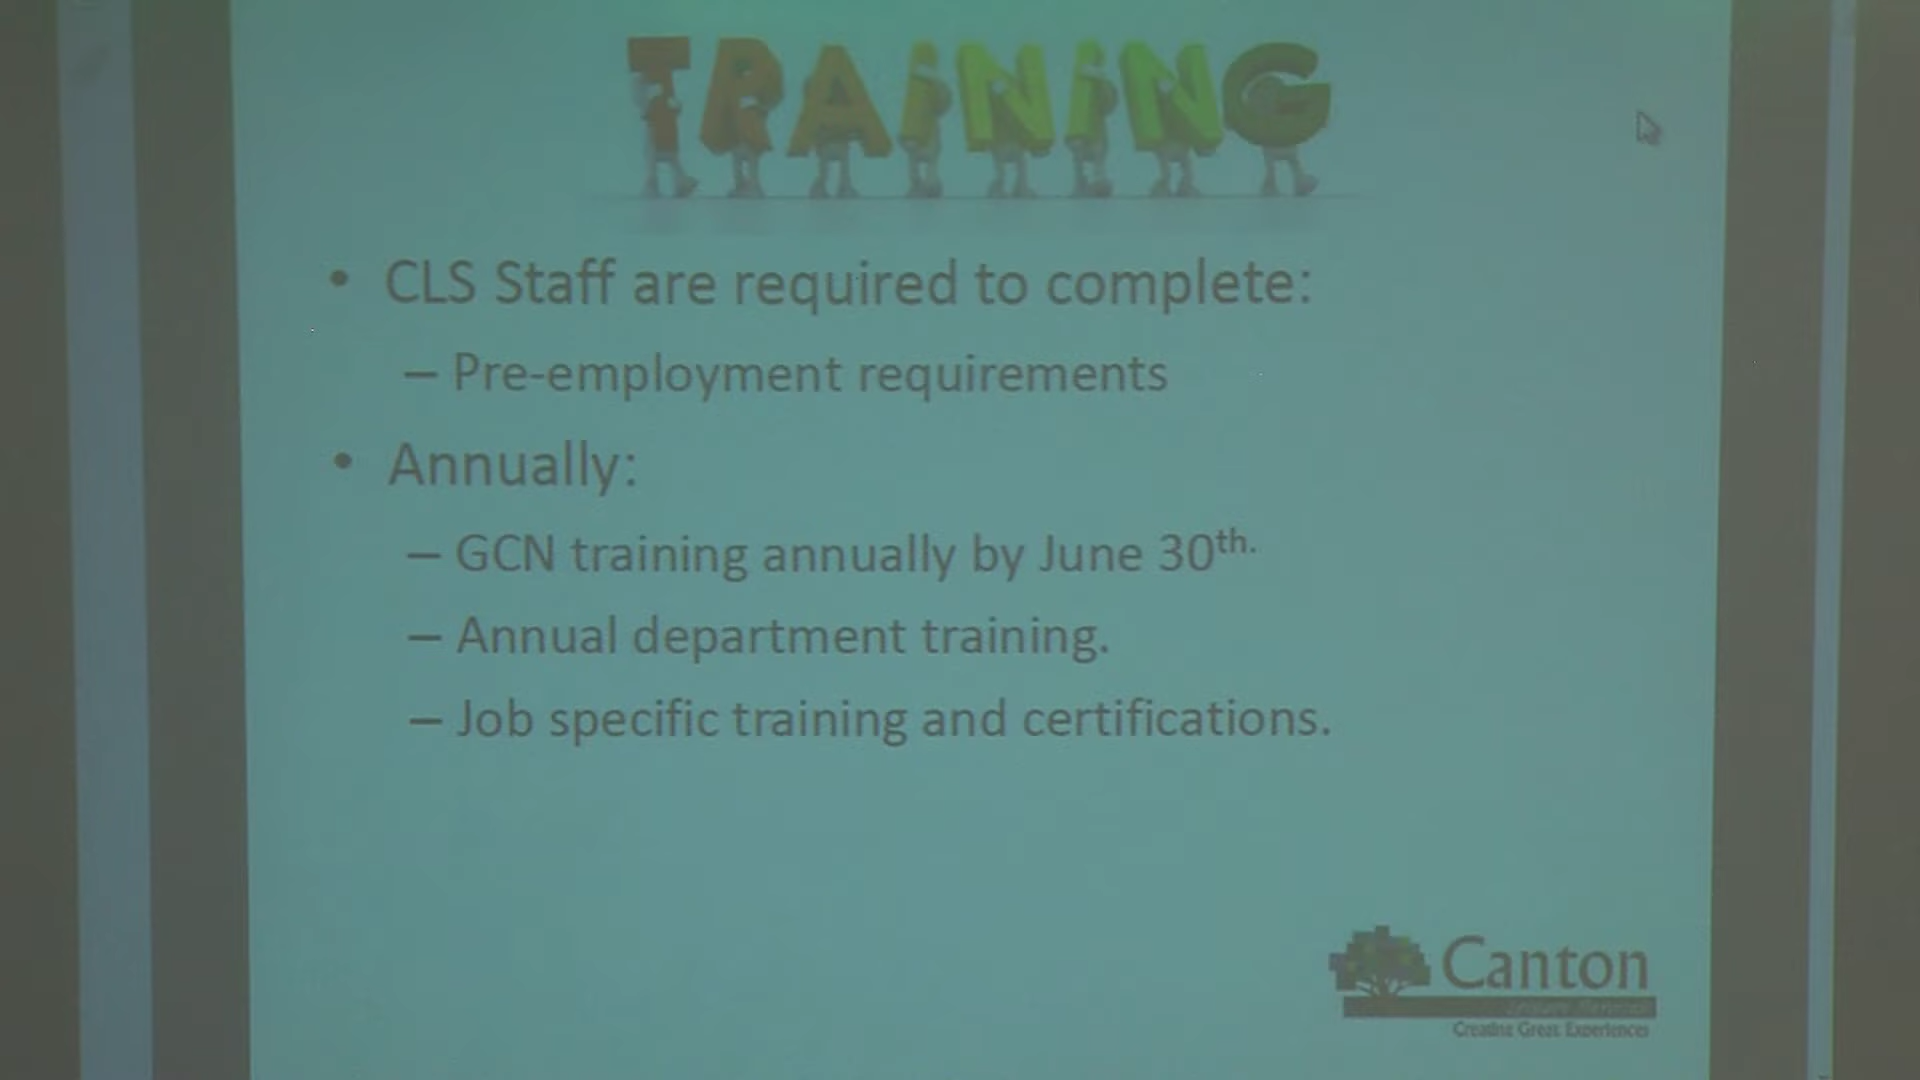 TRAINING
• CLS Staff are required to complete:
– Pre-employment requirements
• Annually:
– GCN training annually by June 30th.
– Annual department training.
– Job specific training and certifications.
Canton
Creating Great Experiences